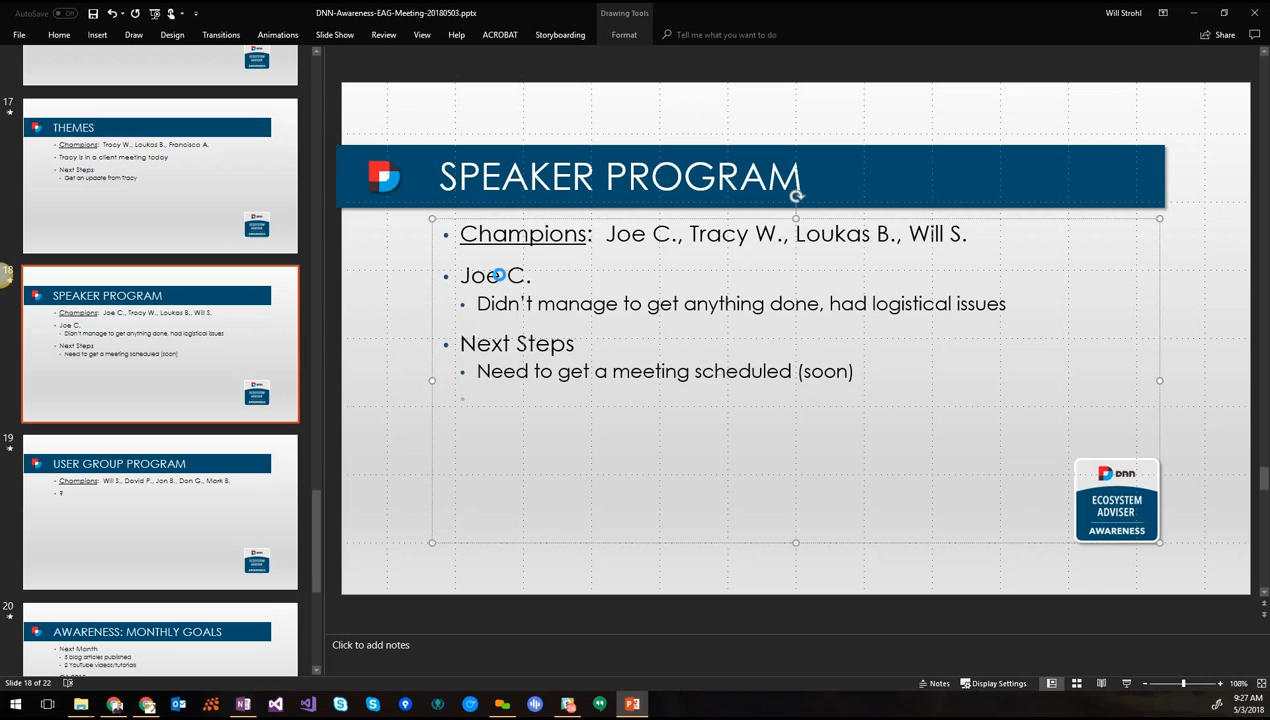 AutoSave Off
DNN-Awareness-EAG-Meeting-20180503.pptx
Drawing Tools
Will Strohl
File Home Insert Draw Design Transitions Animations Slide Show Review View Help ACROBAT Storyboarding Format Tell me what you want to do Share
17
THEMES
Champions: Tracy W., Loukas B., Francisco A.
Tracy is in a client meeting today
Next Steps
Get an update from Tracy
18
SPEAKER PROGRAM
Champions: Joe C., Tracy W., Loukas B., Will S.
Joe C.
Didn't manage to get anything done, had logistical issues
Next Steps
Need to get a meeting scheduled (soon)
19
USER GROUP PROGRAM
Champions: Will S., David P., Jon B., Don G., Mark B.
?
20
AWARENESS: MONTHLY GOALS
Next Month
5 blog articles published
2 YouTube videos/tutorials
SPEAKER PROGRAM
• Champions: Joe C., Tracy W., Loukas B., Will S.
• Joe C.
• Didn't manage to get anything done, had logistical issues
• Next Steps
• Need to get a meeting scheduled (soon)
dnn
ECOSYSTEM
ADVISER
AWARENESS
Click to add notes
Slide 18 of 22
Notes Display Settings 108%
9:27 AM
5/3/2018